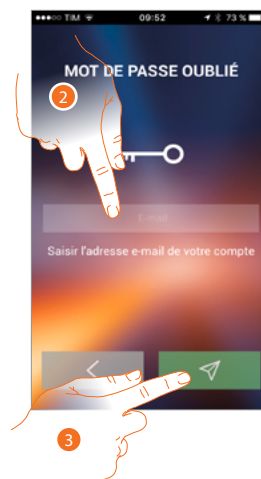 TIM 09:52 73 %
MOT DE PASSE OUBLIÉ
2
E-mail
Saisir l'adresse e-mail de votre compte
3